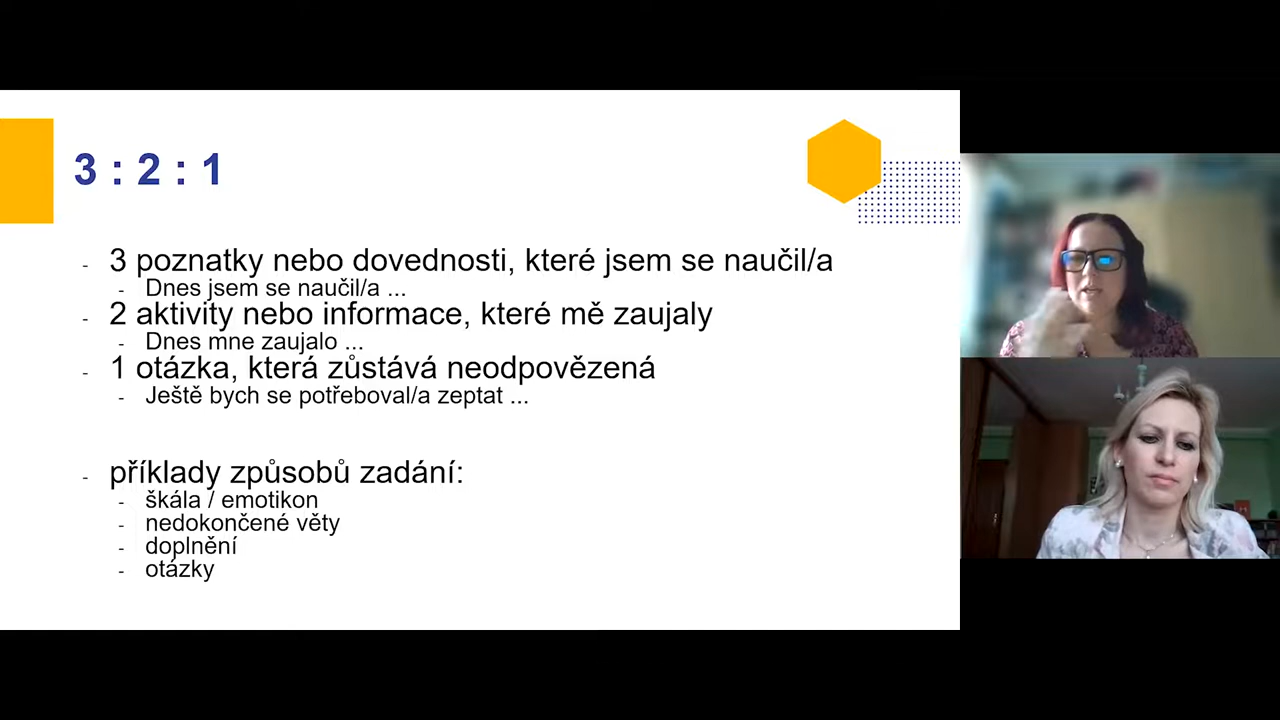 3 : 2 : 1
- 3 poznatky nebo dovednosti, které jsem se naučil/a
- Dnes jsem se naučil/a ...
- 2 aktivity nebo informace, které mě zaujaly
- Dnes mne zaujalo ...
- 1 otázka, která zůstává neodpovězená
- Ještě bych se potřeboval/a zeptat ...
- příklady způsobů zadání:
- škála / emotikon
- nedokončené věty
- doplnění
- otázky